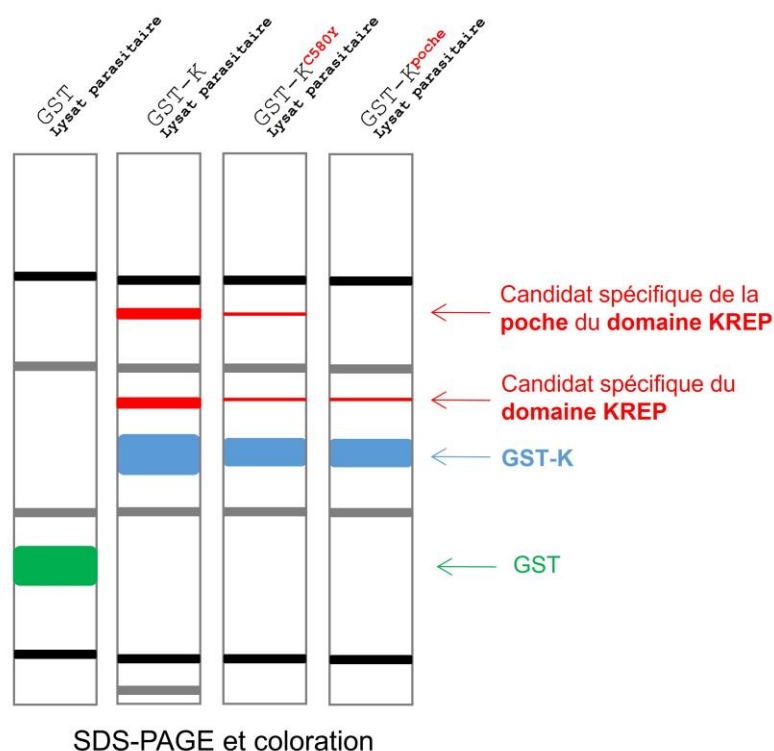 GST
Lysat parasitaire
GST-K
Lysat parasitaire
GST-KC580Y
Lysat parasitaire
GST-Kpoche
Lysat parasitaire
Candidat spécifique de la
poche du domaine KREP
Candidat spécifique du
domaine KREP
GST-K
GST
SDS-PAGE et coloration